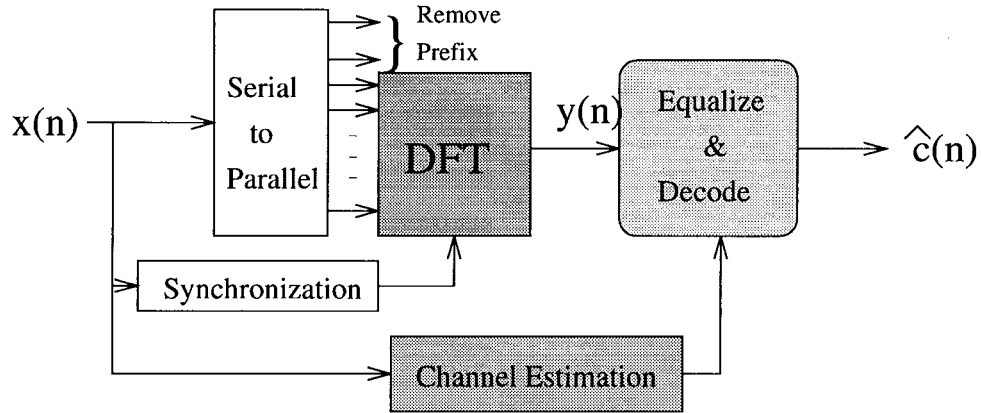 Remove
Prefix
Serial
to
Parallel
x(n)
DFT
y(n)
Equalize
&
Decode
ĉ(n)
Synchronization
Channel Estimation